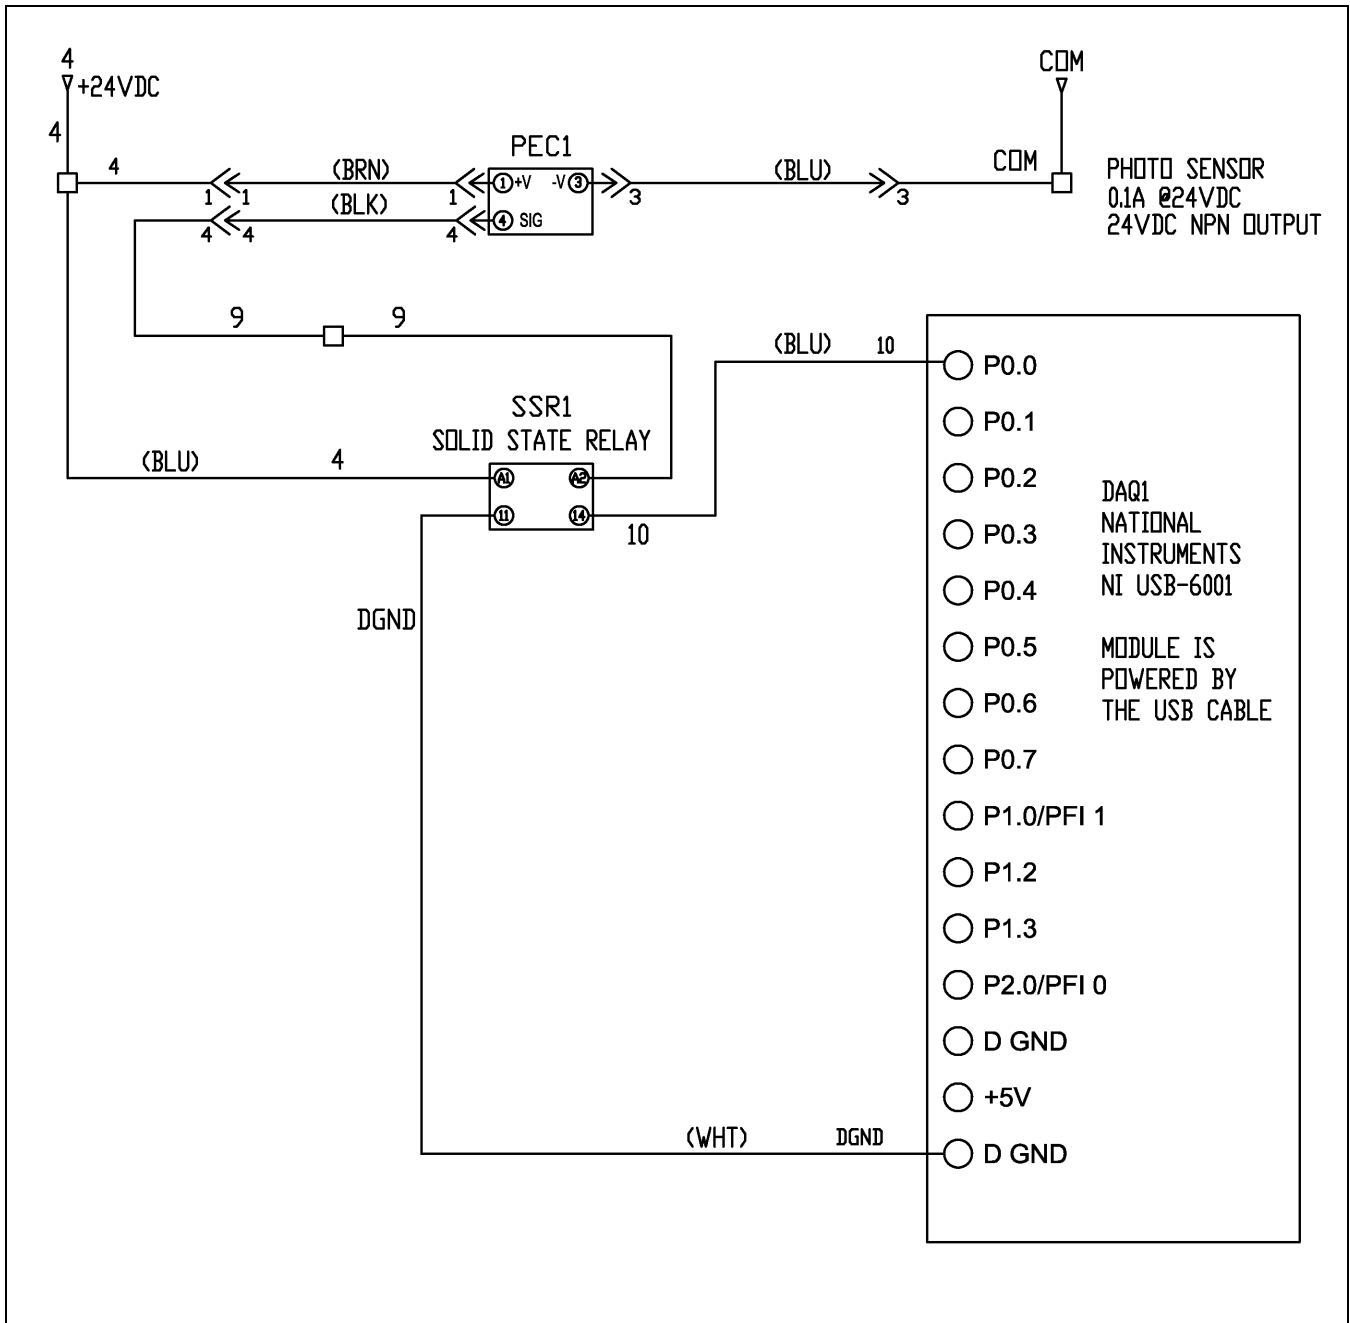 4
+24VDC
4
4
1
1
(BRN)
1
PEC1
1 +V
-V 3
3
(BLU)
3
COM
COM
PHOTO SENSOR
0.1A @24VDC
24VDC NPN OUTPUT
4
4
(BLK)
4
4 SIG
9
9
(BLU)
10
SSR1
SOLID STATE RELAY
(BLU)
4
A1
A2
11
14
10
DGND
(WHT)
DGND
P0.0
P0.1
P0.2
P0.3
P0.4
P0.5
P0.6
P0.7
P1.0/PFI 1
P1.2
P1.3
P2.0/PFI 0
D GND
+5V
D GND
DAQ1
NATIONAL
INSTRUMENTS
NI USB-6001
MODULE IS
POWERED BY
THE USB CABLE